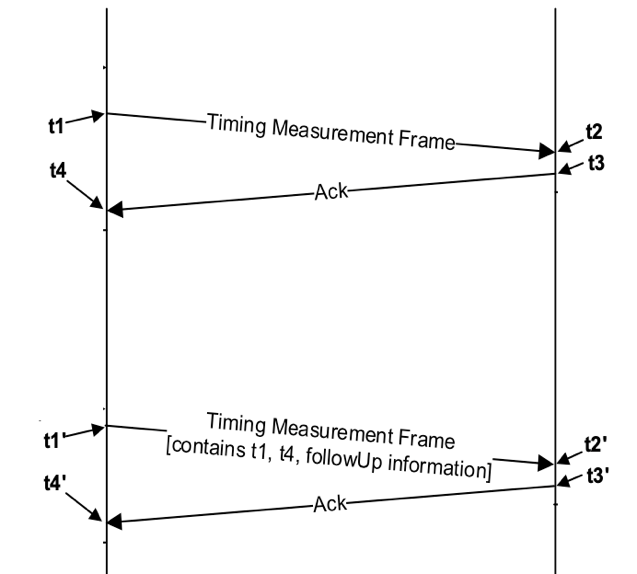 t1
Timing Measurement Frame
t2
t3
t4
Ack
t1'
Timing Measurement Frame
[contains t1, t4, followUp information]
t2'
t3'
t4'
Ack